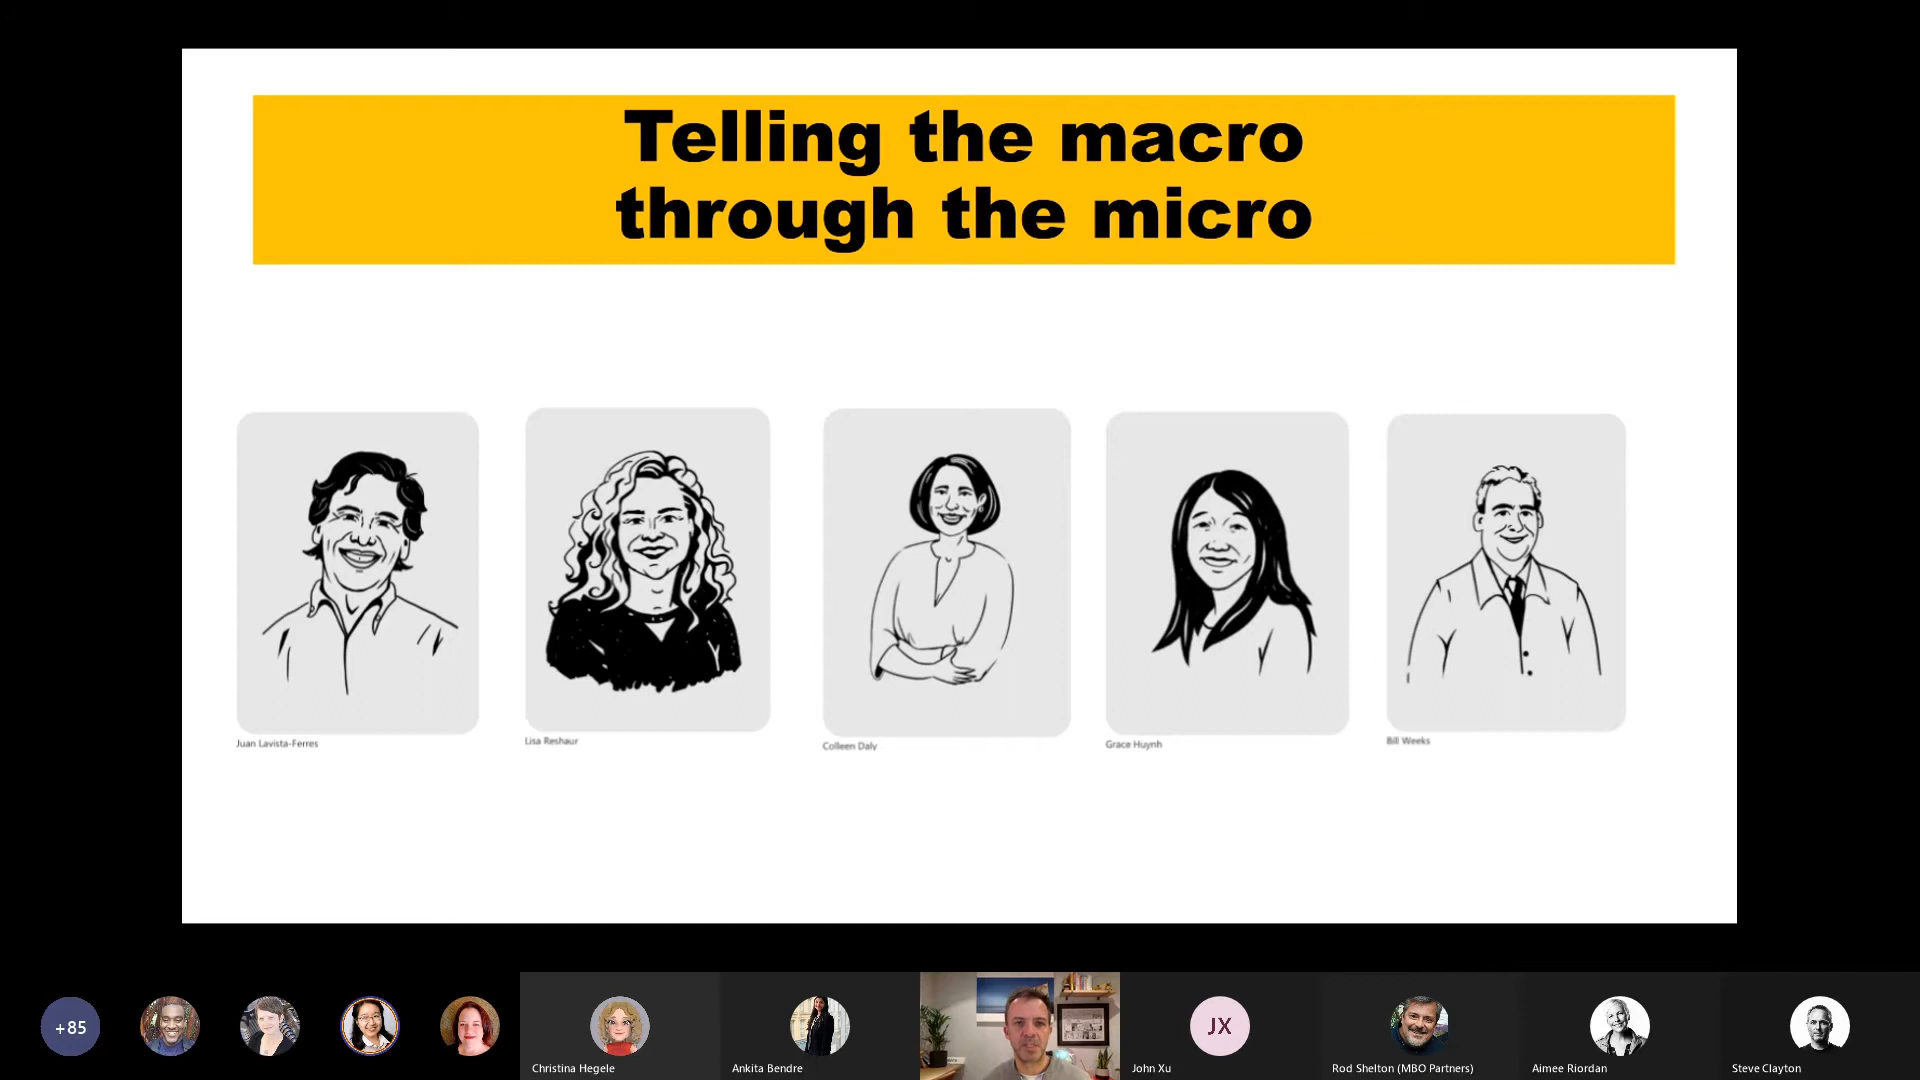 Telling the macro
through the micro
Juan Lavista-Ferres
Lisa Reshaur
Colleen Daly
Grace Huynh
Bill Weeks
+85
JX
Christina Hegele
Ankita Bendre
John Xu
Rod Shelton (MBO Partners)
Aimee Riordan
Steve Clayton